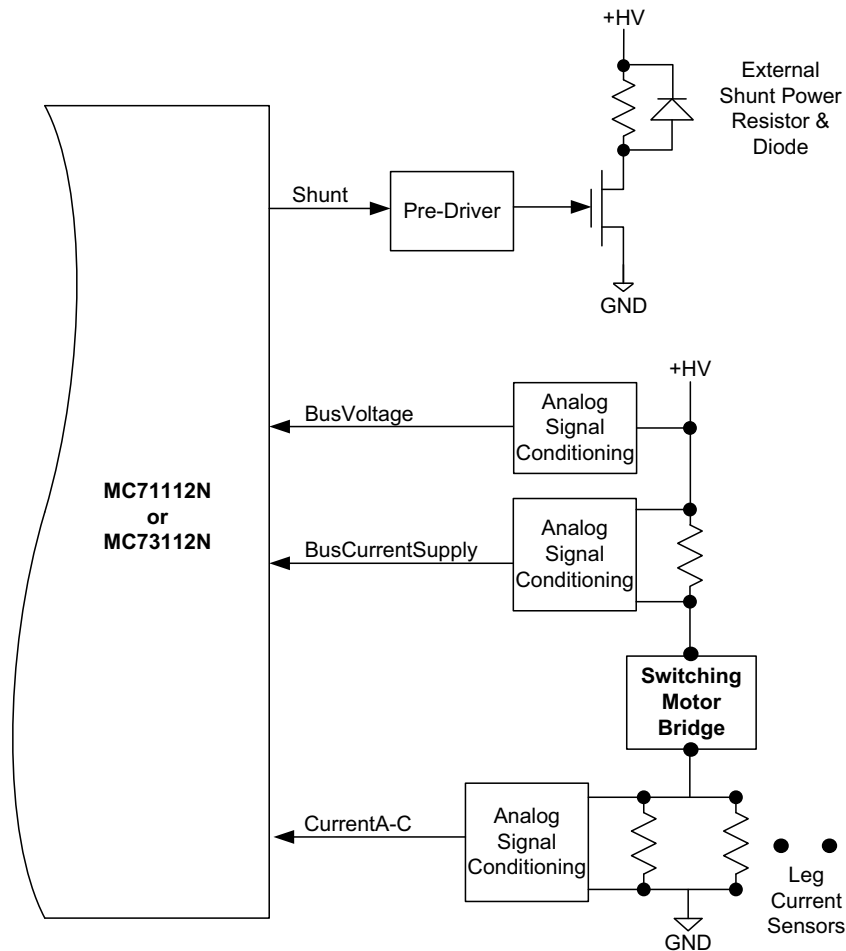 +HV
External
Shunt Power
Resistor &
Diode
Shunt
Pre-Driver
GND
+HV
BusVoltage
Analog
Signal
Conditioning
MC71112N
or
MC73112N
BusCurrentSupply
Analog
Signal
Conditioning
Switching
Motor
Bridge
CurrentA-C
Analog
Signal
Conditioning
Leg
Current
Sensors
GND